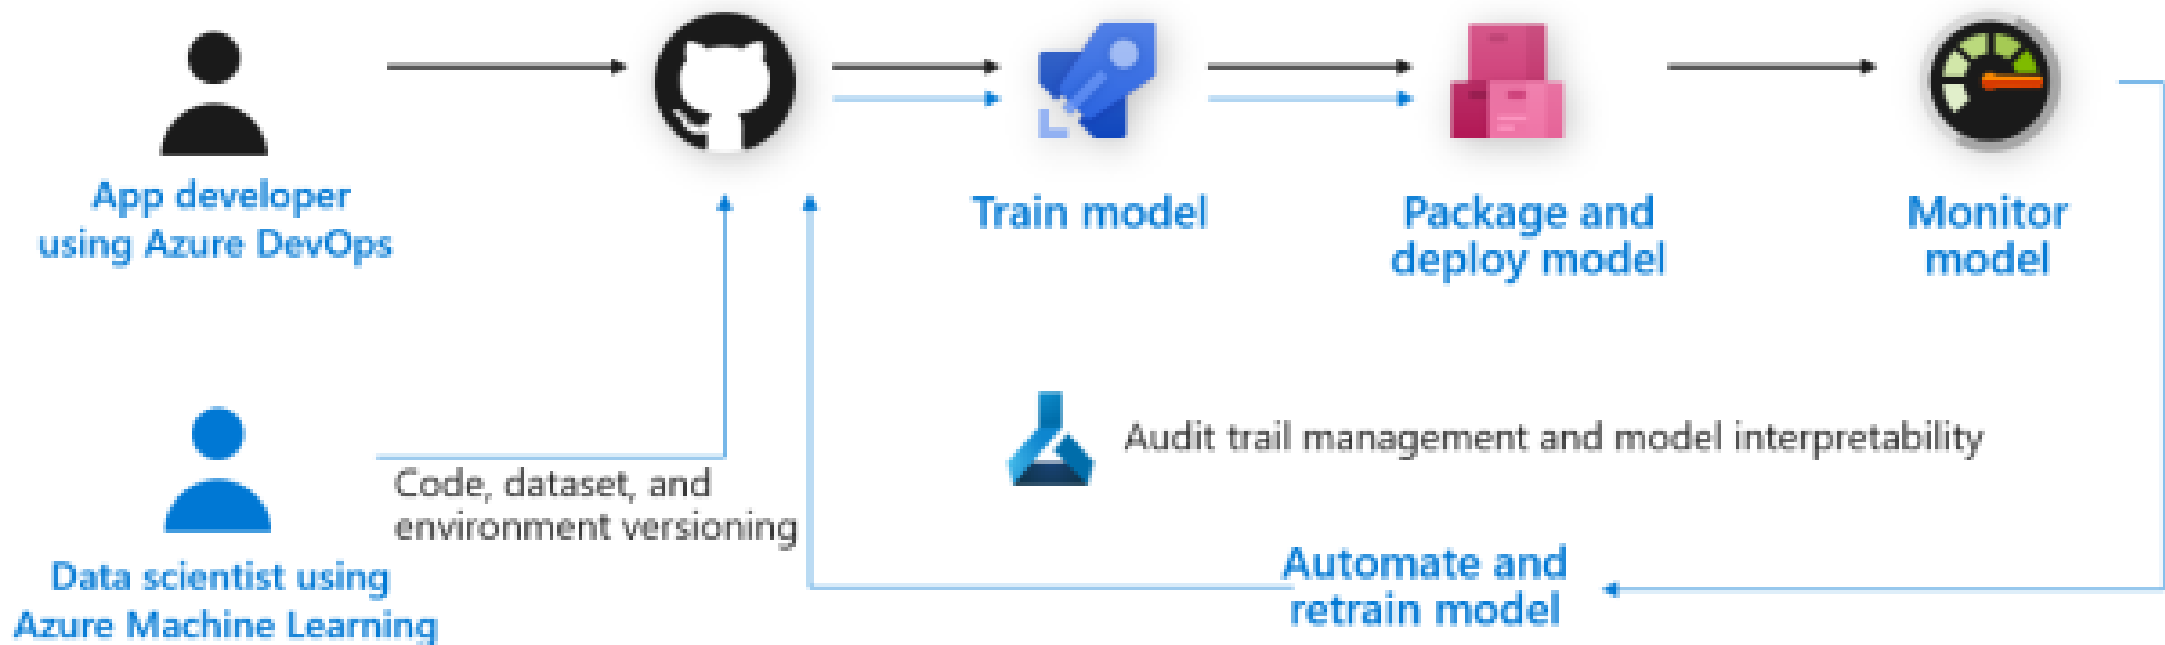 App developer
using Azure DevOps
Train model
Package and
deploy model
Monitor
model
Audit trail management and model interpretability
Code, dataset, and
environment versioning
Data scientist using
Azure Machine Learning
Automate and
retrain model